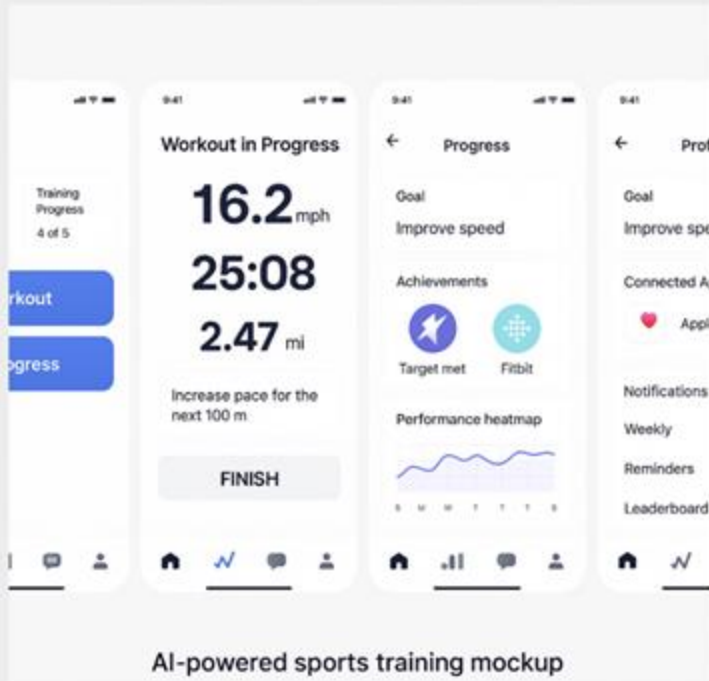 Training
Progress
4 of 5
rkout
ogress
9:41
Workout in Progress
16.2 mph
25:08
2.47 mi
Increase pace for the
next 100 m
FINISH
9:41
Progress
Goal
Improve speed
Achievements
Target met
Fitbit
Performance heatmap
9:41
Prof
Goal
Improve spe
Connected A
Appl
Notifications
Weekly
Reminders
Leaderboard
AI-powered sports training mockup